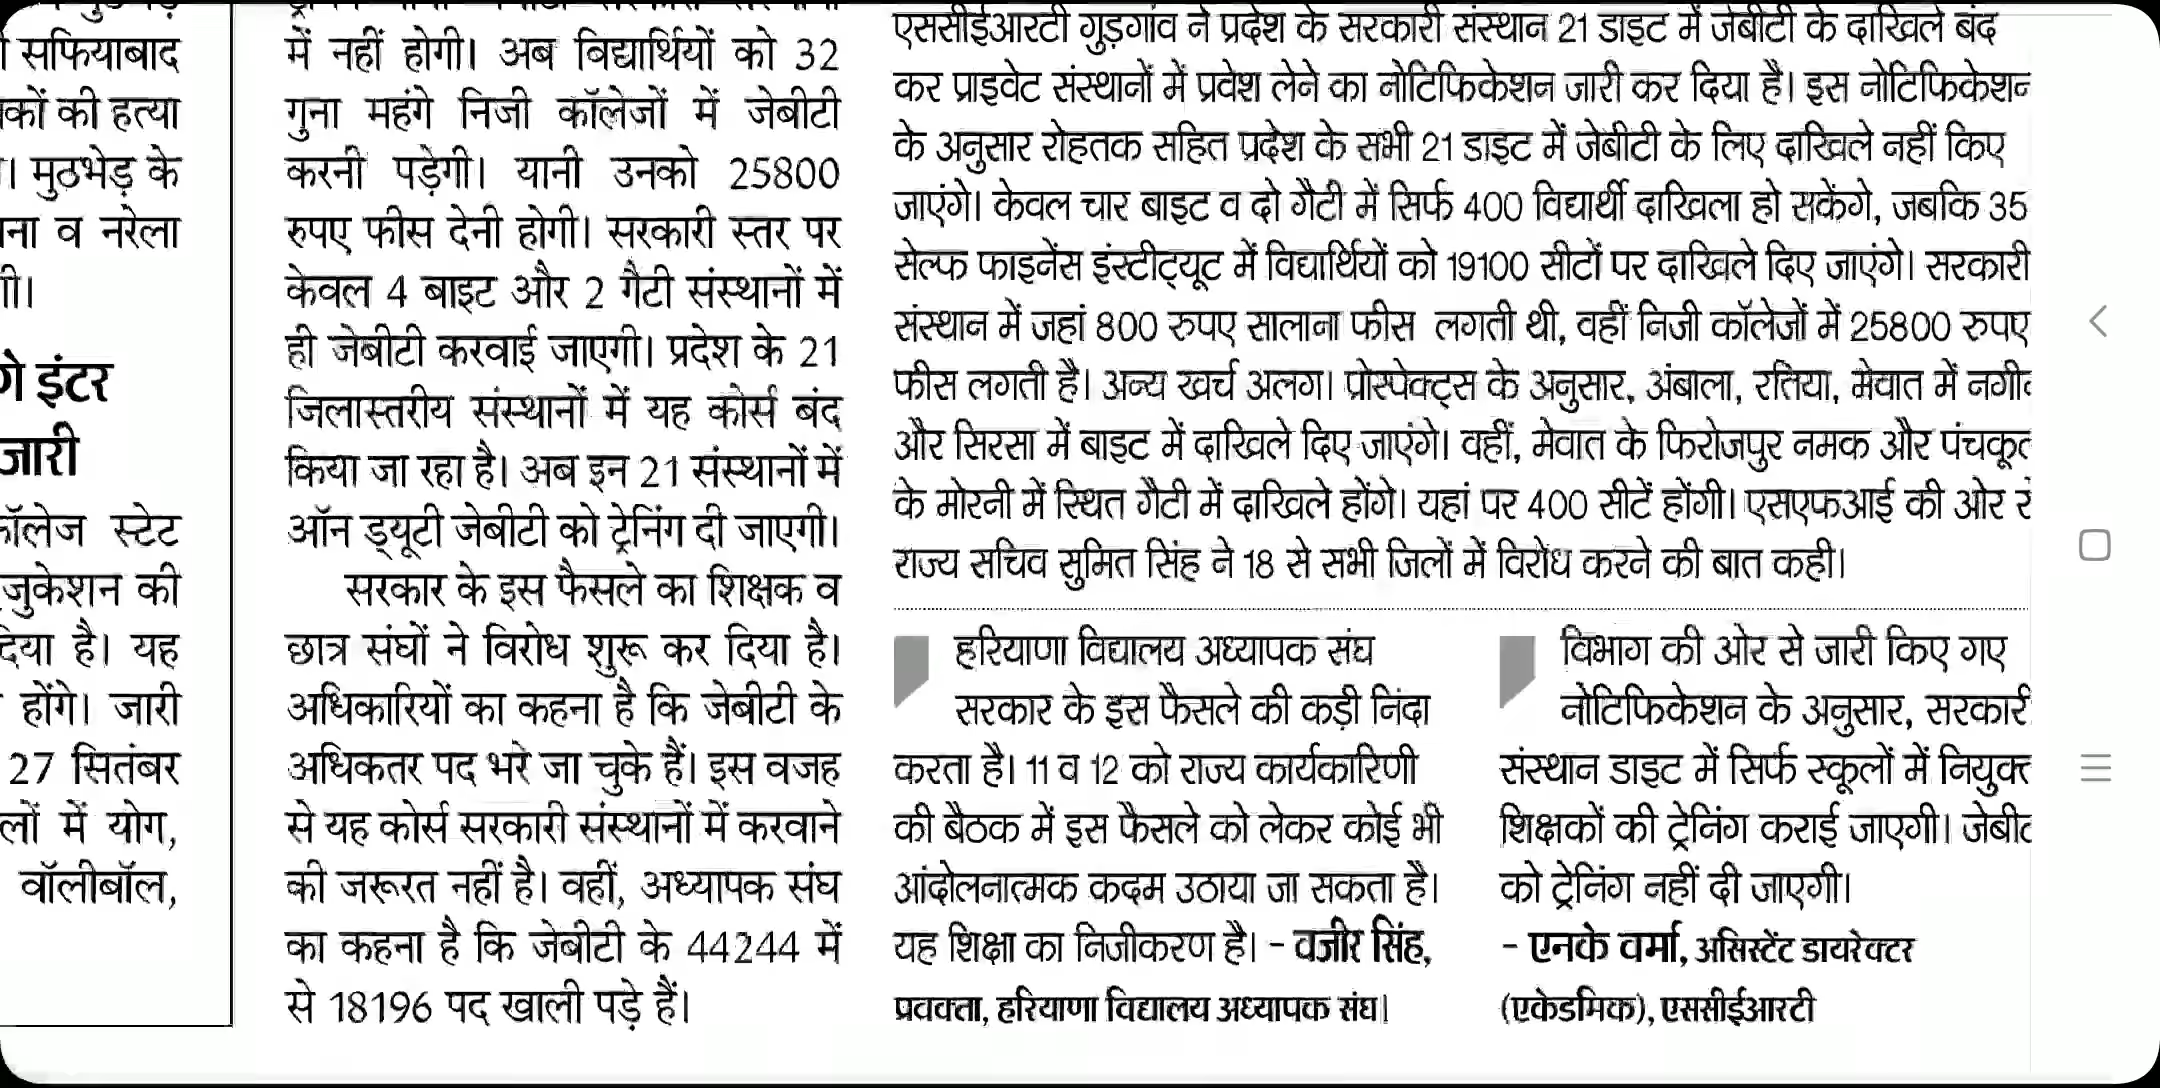 सफियाबाद
की हत्या
। मुठभेड़ के
व नरेला
इंटर
जारी
स्टेट
की
है। यह
होंगे। जारी
27 सितंबर
में योग,
वॉलीबॉल,
में नहीं होगी। अब विद्यार्थियों को 32
गुना महंगे निजी कॉलेजों में जेबीटी
करनी पड़ेगी। यानी उनको 25800
रुपए फीस देनी होगी। सरकारी स्तर पर
केवल 4 बाइट और 2 गैटी संस्थानों में
ही जेबीटी करवाई जाएगी। प्रदेश के 21
जिलास्तरीय संस्थानों में यह कोर्स बंद
किया जा रहा है। अब इन 21 संस्थानों में
ऑन ड्यूटी जेबीटी को ट्रेनिंग दी जाएगी।
सरकार के इस फैसले का शिक्षक व
छात्र संघों ने विरोध शुरू कर दिया है।
अधिकारियों का कहना है कि जेबीटी के
अधिकतर पद भरे जा चुके हैं। इस वजह
से यह कोर्स सरकारी संस्थानों में करवाने
की जरूरत नहीं है। वहीं, अध्यापक संघ
का कहना है कि जेबीटी के 44244 में
से 18196 पद खाली पड़े हैं।
एससीईआरटी गुड़गांव ने प्रदेश के सरकारी संस्थान 21 डाइट में जेबीटी के दाखिले बंद
कर प्राइवेट संस्थानों में प्रवेश लेने का नोटिफिकेशन जारी कर दिया है। इस नोटिफिकेशन
के अनुसार रोहतक सहित प्रदेश के सभी 21 डाइट में जेबीटी के लिए दाखिले नहीं किए
जाएंगे। केवल चार बाइट व दो गैटी में सिर्फ 400 विद्यार्थी दाखिला हो सकेंगे, जबकि 35
सेल्फ फाइनेंस इंस्टीट्यूट में विद्यार्थियों को 19100 सीटों पर दाखिले दिए जाएंगे। सरकारी
संस्थान में जहां 800 रुपए सालाना फीस लगती थी, वहीं निजी कॉलेजों में 25800 रुपए
फीस लगती है। अन्य खर्च अलग। प्रोस्पेक्ट्स के अनुसार, अंबाला, रतिया, मेवात में
और सिरसा में बाइट में दाखिले दिए जाएंगे। वहीं, मेवात के फिरोजपुर नमक और
के मोरनी में स्थित गैटी में दाखिले होंगे। यहां पर 400 सीटें होंगी। एसएफआई की ओर
राज्य सचिव सुमित सिंह ने 18 से सभी जिलों में विरोध करने की बात कही।
हरियाणा विद्यालय अध्यापक संघ
सरकार के इस फैसले की कड़ी निंदा
करता है। 11 व 12 को राज्य कार्यकारिणी
की बैठक में इस फैसले को लेकर कोई भी
आंदोलनात्मक कदम उठाया जा सकता है।
यह शिक्षा का निजीकरण है। - वजीर सिंह,
प्रवक्ता, हरियाणा विद्यालय अध्यापक संघ।
विभाग की ओर से जारी किए गए
नोटिफिकेशन के अनुसार, सरकारी
संस्थान डाइट में सिर्फ स्कूलों में नियुक्त
शिक्षकों की ट्रेनिंग कराई जाएगी।
को ट्रेनिंग नहीं दी जाएगी।
- एनके वर्मा, असिस्टेंट डायरेक्टर
(एकेडमिक), एससीईआरटी